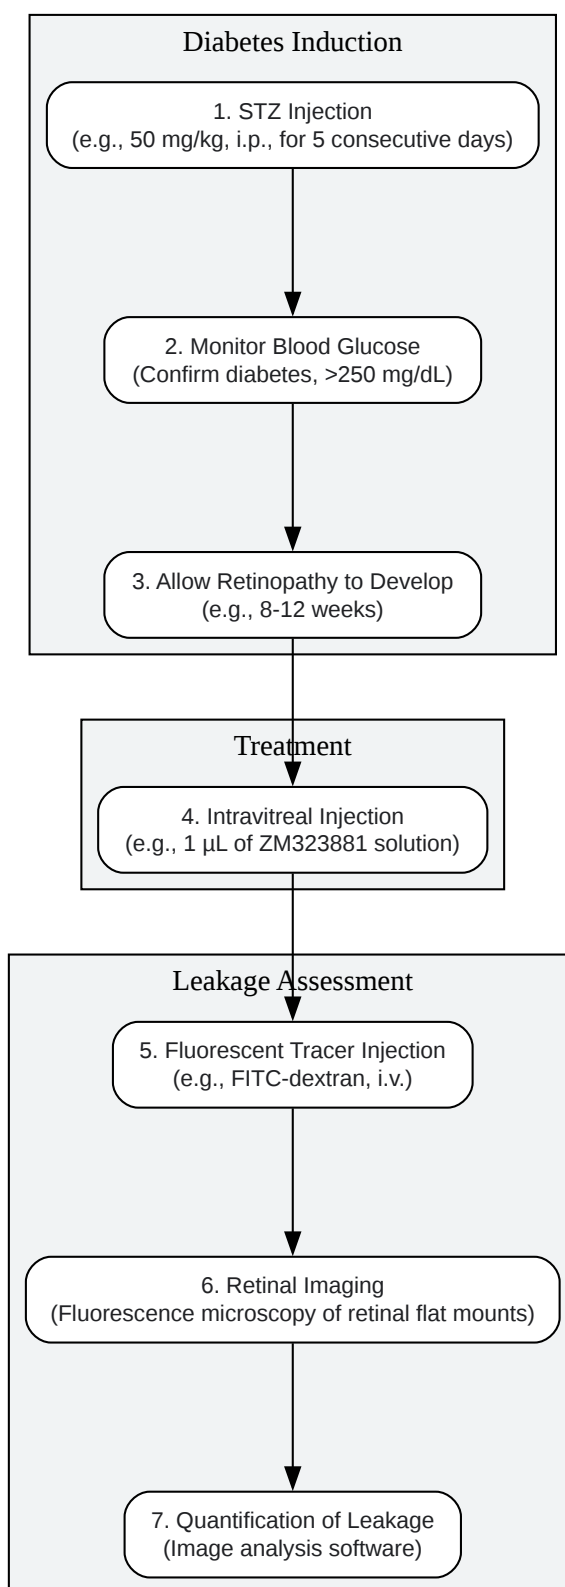 Diabetes Induction
1. STZ Injection
(e.g., 50 mg/kg, i.p., for 5 consecutive days)
2. Monitor Blood Glucose
(Confirm diabetes, >250 mg/dL)
3. Allow Retinopathy to Develop
(e.g., 8-12 weeks)
Treatment
4. Intravitreal Injection
(e.g., 1 µL of ZM323881 solution)
Leakage Assessment
5. Fluorescent Tracer Injection
(e.g., FITC-dextran, i.v.)
6. Retinal Imaging
(Fluorescence microscopy of retinal flat mounts)
7. Quantification of Leakage
(Image analysis software)